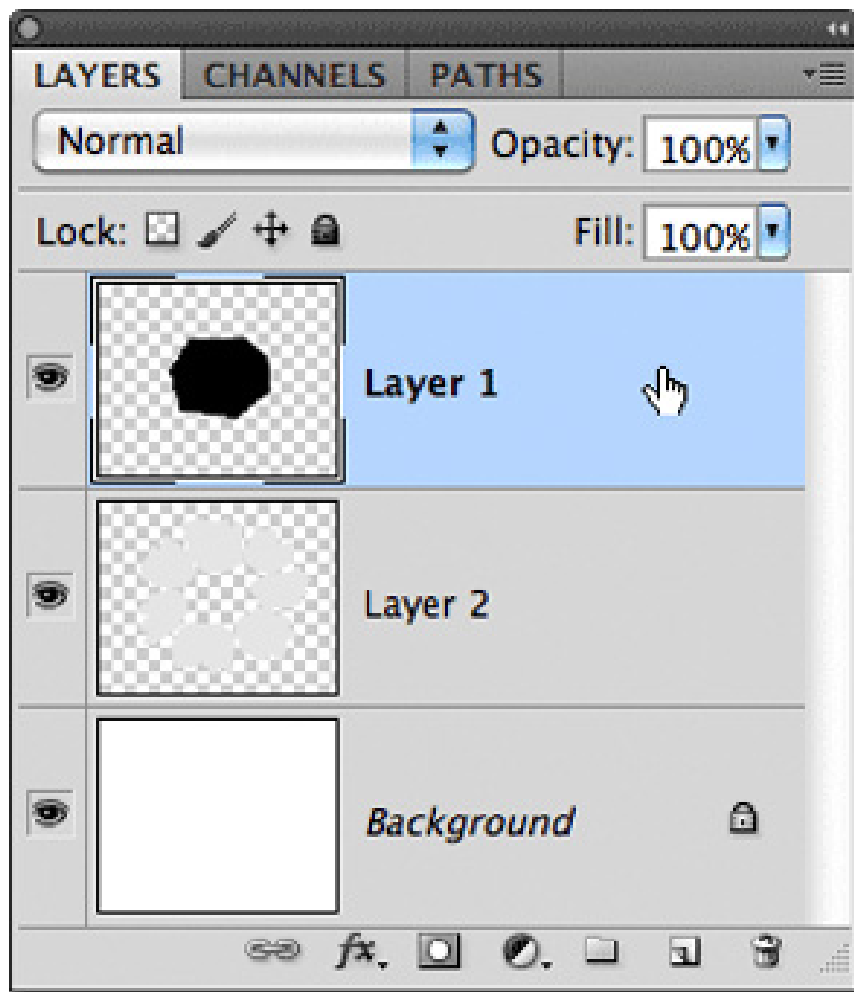 LAYERS CHANNELS PATHS
Normal Opacity: 100%
Lock: Fill: 100%
Layer 1
Layer 2
Background
fx.